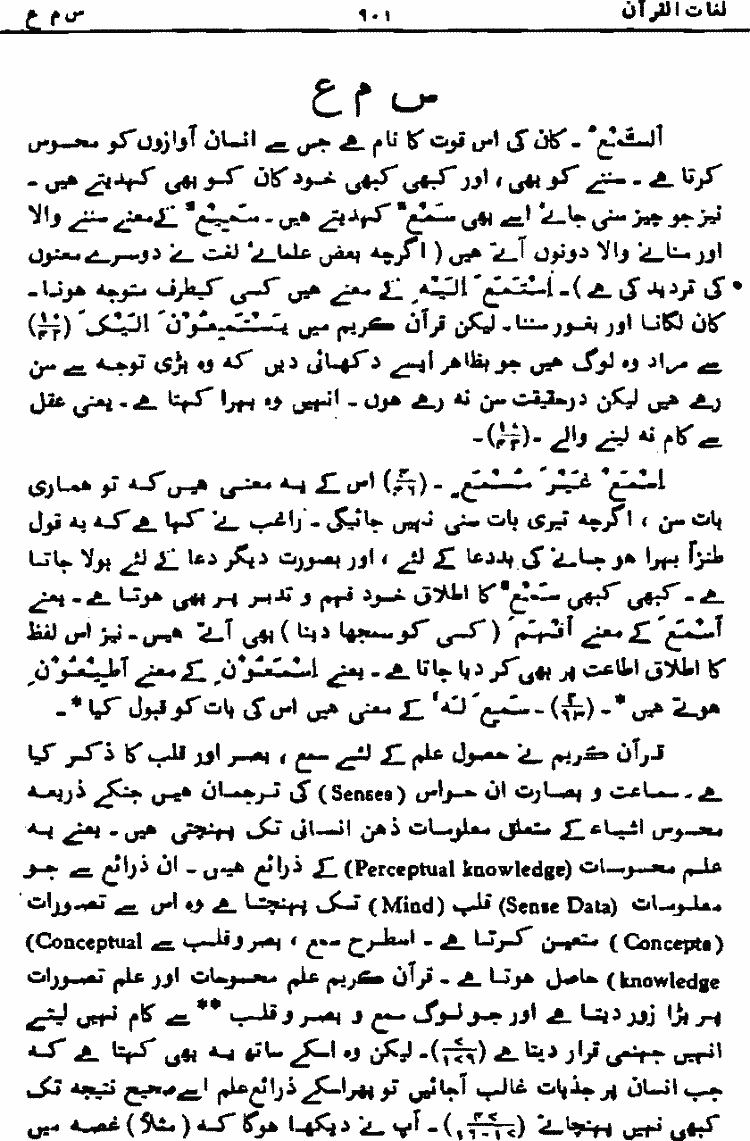 لغات القرآن ۹۰۱ س م ع
س م ع
اَلسَّمْعُ ۔ کان کی اس قوت کا نام ہے جس سے انسان آوازوں کو محسوس
کرتا ہے ۔ سننے کو بھی ، اور کبھی کبھی خود کان کو بھی کہدیتے ہیں ۔
نیز جو چیز سنی جائے اسے بھی سَمْعٌ کہدیتے ہیں ۔ سَمِیْعٌ کے معنے سننے والا
اور سنانے والا دونوں آتے ہیں ( اگرچہ بعض علمائے لغت نے دوسرے معنوں
کی تردید کی ہے ) ۔ اِسْتَمَعَ اِلَیْہِ کے معنے ہیں کسی کیطرف متوجہ ہونا ۔
کان لگانا اور بغور سننا ۔ لیکن قرآن کریم میں یَسْتَمِعُوْنَ اِلَیْکَ (۱۰/۴۲)
سے مراد وہ لوگ ہیں جو بظاہر ایسے دکھائی دیں کہ وہ بڑی توجہ سے سن
رہے ہیں لیکن درحقیقت سن نہ رہے ہوں ۔ انہیں وہ بہرا کہتا ہے ۔ یعنی عقل
سے کام نہ لینے والے ۔ (۱۰/۴۲) ۔
اِسْمَعْ غَیْرَ مُسْمَعٍ ۔ (۴/۴۶) اس کے یہ معنی ہیں کہ تو ہماری
بات سن ، اگرچہ تیری بات سنی نہیں جائیگی ۔ راغب نے کہا ہے کہ یہ قول
طنزاً بہرا ہو جانے کی بددعا کے لئے ، اور بصورت دیگر دعا کے لئے بولا جاتا
ہے ۔ کبھی کبھی سَمْعٌ کا اطلاق خود فہم و تدبر پر بھی ہوتا ہے ۔ یعنے
اَسْمَعَ کے معنے اَفْہَمَ ( کسی کو سمجھا دینا ) بھی آتے ہیں ۔ نیز اس لفظ
کا اطلاق اطاعت پر بھی کر دیا جاتا ہے ۔ یعنے اِسْمَعُوْنِ کے معنے اَطِیْعُوْنِ
ہوتے ہیں * ۔ (۲/۹۳) ۔ سَمِعَ لَہٗ کے معنی ہیں اس کی بات کو قبول کیا * ۔
قرآن کریم نے حصول علم کے لئے سمع ، بصر اور قلب کا ذکر کیا
ہے ۔ سماعت و بصارت ان حواس (Senses) کی ترجمان ہیں جنکے ذریعہ
محسوس اشیاء کے متعلق معلومات ذہن انسانی تک پہنچتی ہیں ۔ یعنے یہ
علم محسوسات (Perceptual knowledge) کے ذرائع ہیں ۔ ان ذرائع سے جو
معلومات (Sense Data) قلب (Mind) تک پہنچتا ہے وہ اس سے تصورات
(Concepts) متعین کرتا ہے ۔ اسطرح سمع ، بصر و قلب سے (Conceptual
knowledge) حاصل ہوتا ہے ۔ قرآن کریم علم محسوسات اور علم تصورات
پر بڑا زور دیتا ہے اور جو لوگ سمع و بصر و قلب ** سے کام نہیں لیتے
انہیں جہنمی قرار دیتا ہے (۷/۱۷۹) ۔ لیکن وہ اسکے ساتھ یہ بھی کہتا ہے کہ
جب انسان پر جذبات غالب آجائیں تو پھر اسکے ذرائع علم اسے صحیح نتیجہ تک
کبھی نہیں پہنچاتے ۔ آپ نے دیکھا ہوگا کہ ( مثلاً ) غصہ میں